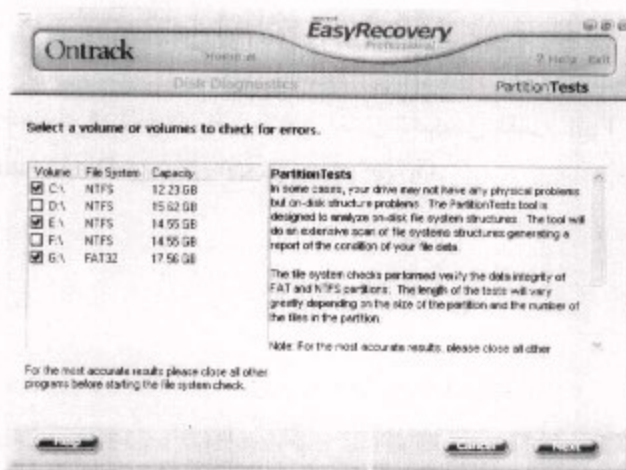 Ontrack
EasyRecovery
Professional
Home
? Help Exit
Disk Diagnostics
PartitionTests
Select a volume or volumes to check for errors.
Volume File System Capacity
C:\ NTFS 12.23 GB
D:\ NTFS 15.62 GB
E:\ NTFS 14.55 GB
F:\ NTFS 14.55 GB
G:\ FAT32 17.56 GB
PartitionTests
In some cases, your drive may not have any physical problems
but on-disk structure problems. The PartitionTests tool is
designed to analyze on-disk file system structures. The tool will
do an extensive scan of file systems structures generating a
report of the condition of your file data.
The file system checks performed verify the data integrity of
FAT and NTFS partitions. The length of the tests will vary
greatly depending on the size of the partition and the number of
the files in the partition.
Note: For the most accurate results, please close all other
For the most accurate results please close all other
programs before starting the file system check.
Help
Cancel
Next